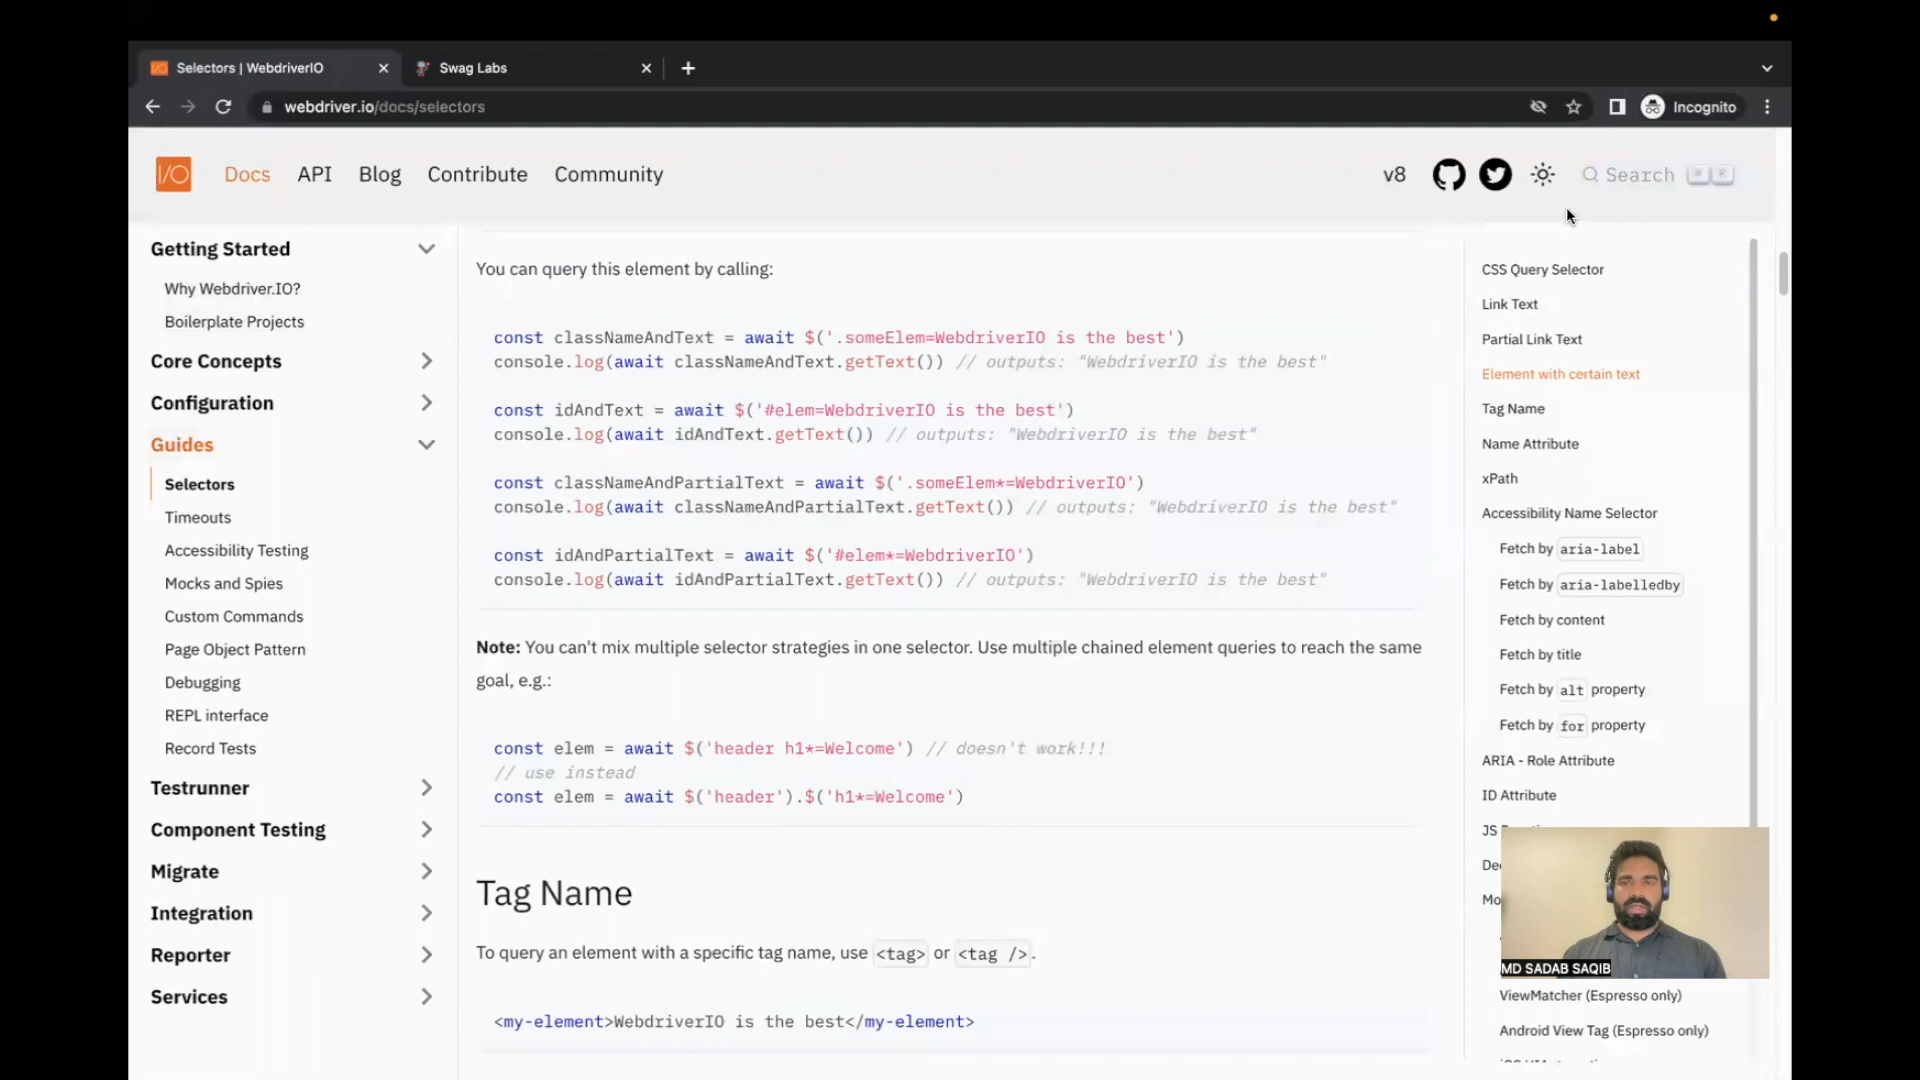 Selectors | WebdriverIO
Swag Labs
webdriver.io/docs/selectors
Incognito
I/O
Docs
API
Blog
Contribute
Community
v8
Search
⌘ K
Getting Started
Why Webdriver.IO?
Boilerplate Projects
Core Concepts
Configuration
Guides
Selectors
Timeouts
Accessibility Testing
Mocks and Spies
Custom Commands
Page Object Pattern
Debugging
REPL interface
Record Tests
Testrunner
Component Testing
Migrate
Integration
Reporter
Services
You can query this element by calling:
const classNameAndText = await $('.someElem=WebdriverIO is the best')
console.log(await classNameAndText.getText()) // outputs: "WebdriverIO is the best"
const idAndText = await $('#elem=WebdriverIO is the best')
console.log(await idAndText.getText()) // outputs: "WebdriverIO is the best"
const classNameAndPartialText = await $('.someElem*=WebdriverIO')
console.log(await classNameAndPartialText.getText()) // outputs: "WebdriverIO is the best"
const idAndPartialText = await $('#elem*=WebdriverIO')
console.log(await idAndPartialText.getText()) // outputs: "WebdriverIO is the best"
Note: You can't mix multiple selector strategies in one selector. Use multiple chained element queries to reach the same
goal, e.g.:
const elem = await $('header h1*=Welcome') // doesn't work!!!
// use instead
const elem = await $('header').$('h1*=Welcome')
Tag Name
To query an element with a specific tag name, use <tag> or <tag />.
<my-element>WebdriverIO is the best</my-element>
CSS Query Selector
Link Text
Partial Link Text
Element with certain text
Tag Name
Name Attribute
xPath
Accessibility Name Selector
Fetch by aria-label
Fetch by aria-labelledby
Fetch by content
Fetch by title
Fetch by alt property
Fetch by for property
ARIA - Role Attribute
ID Attribute
JS
De
Mo
MD SADAB SAQIB
ViewMatcher (Espresso only)
Android View Tag (Espresso only)